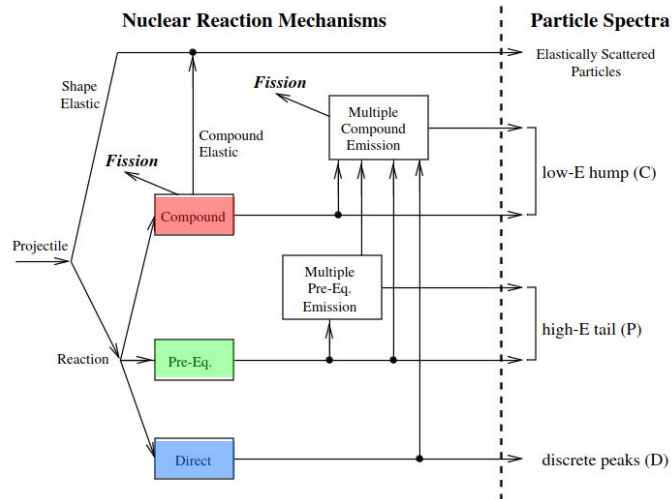 Nuclear Reaction Mechanisms
Particle Spectra
Elastically Scattered
Particles
Shape
Elastic
Fission
Multiple
Compound
Emission
Compound
Elastic
Fission
low-E hump (C)
Compound
Projectile
Multiple
Pre-Eq.
Emission
high-E tail (P)
Reaction
Pre-Eq.
Direct
discrete peaks (D)